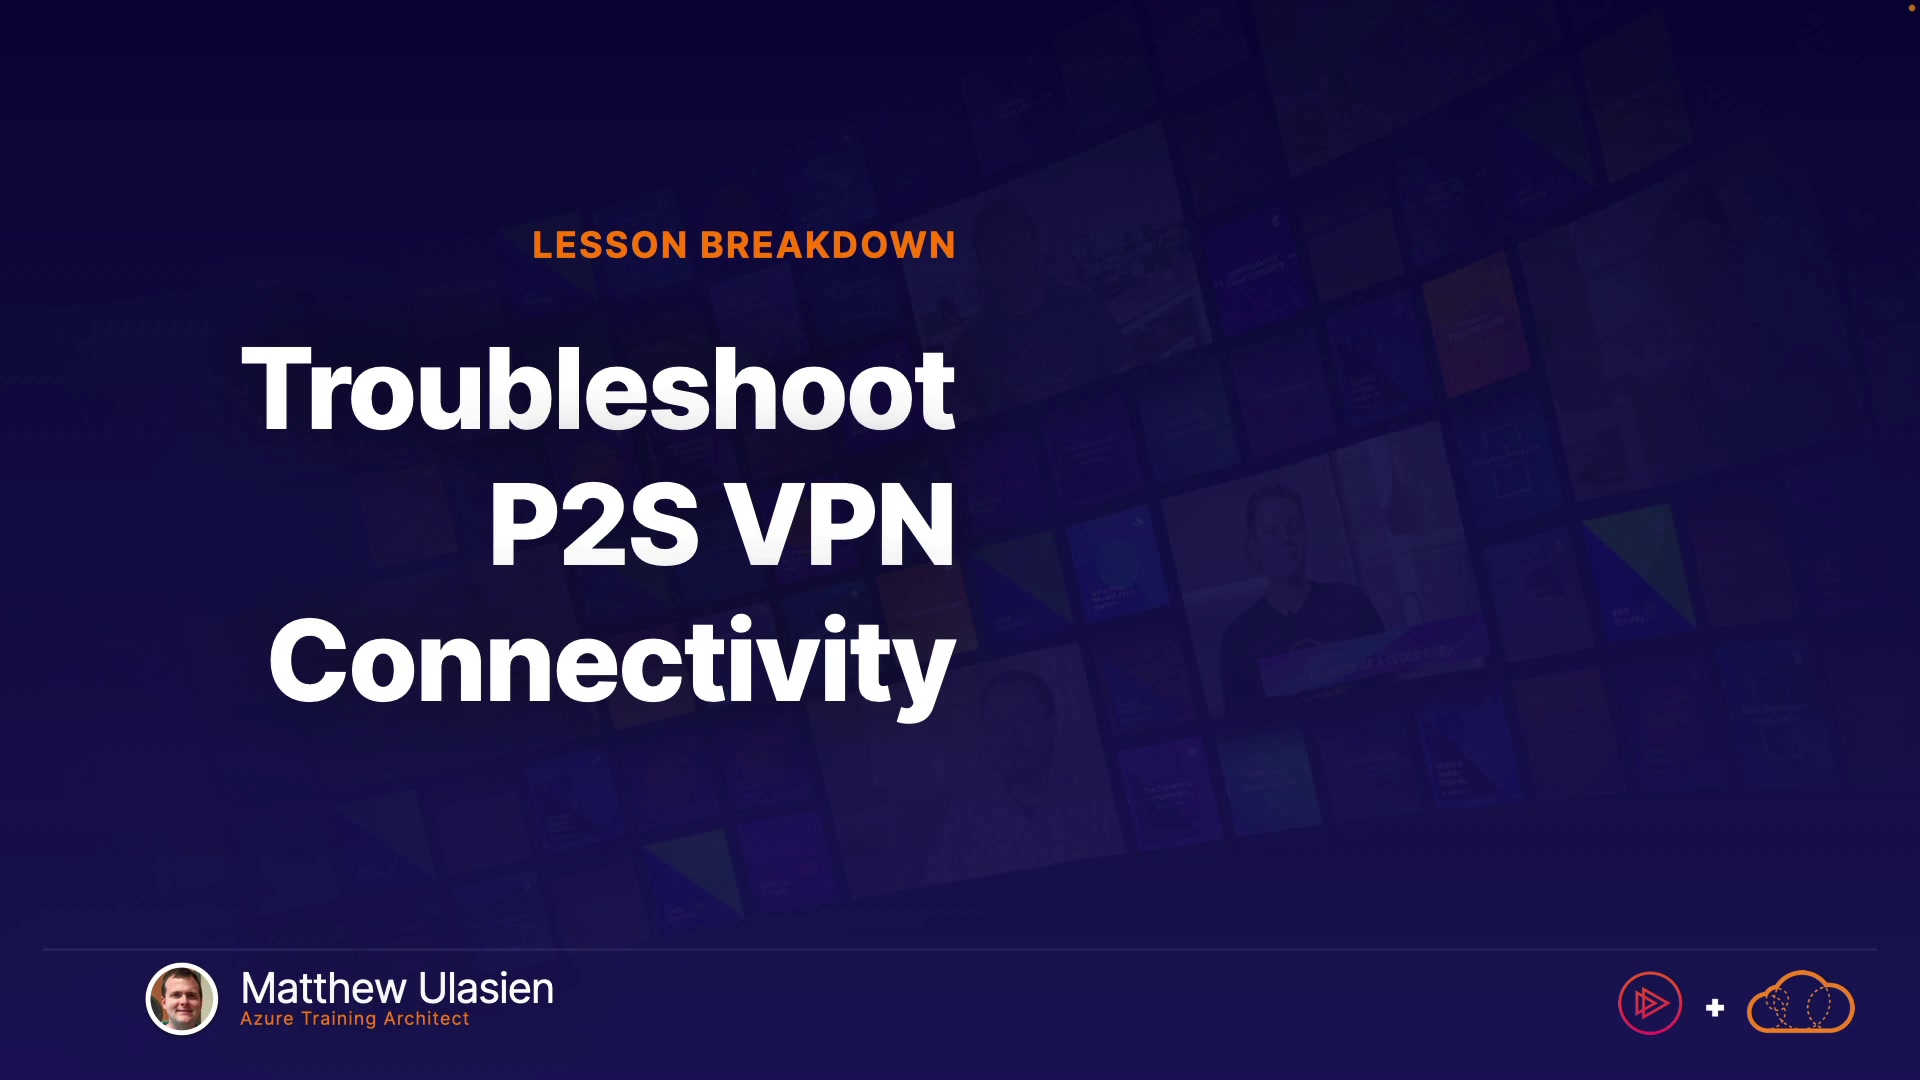 LESSON BREAKDOWN
Troubleshoot
P2S VPN
Connectivity
Matthew Ulasien
Azure Training Architect